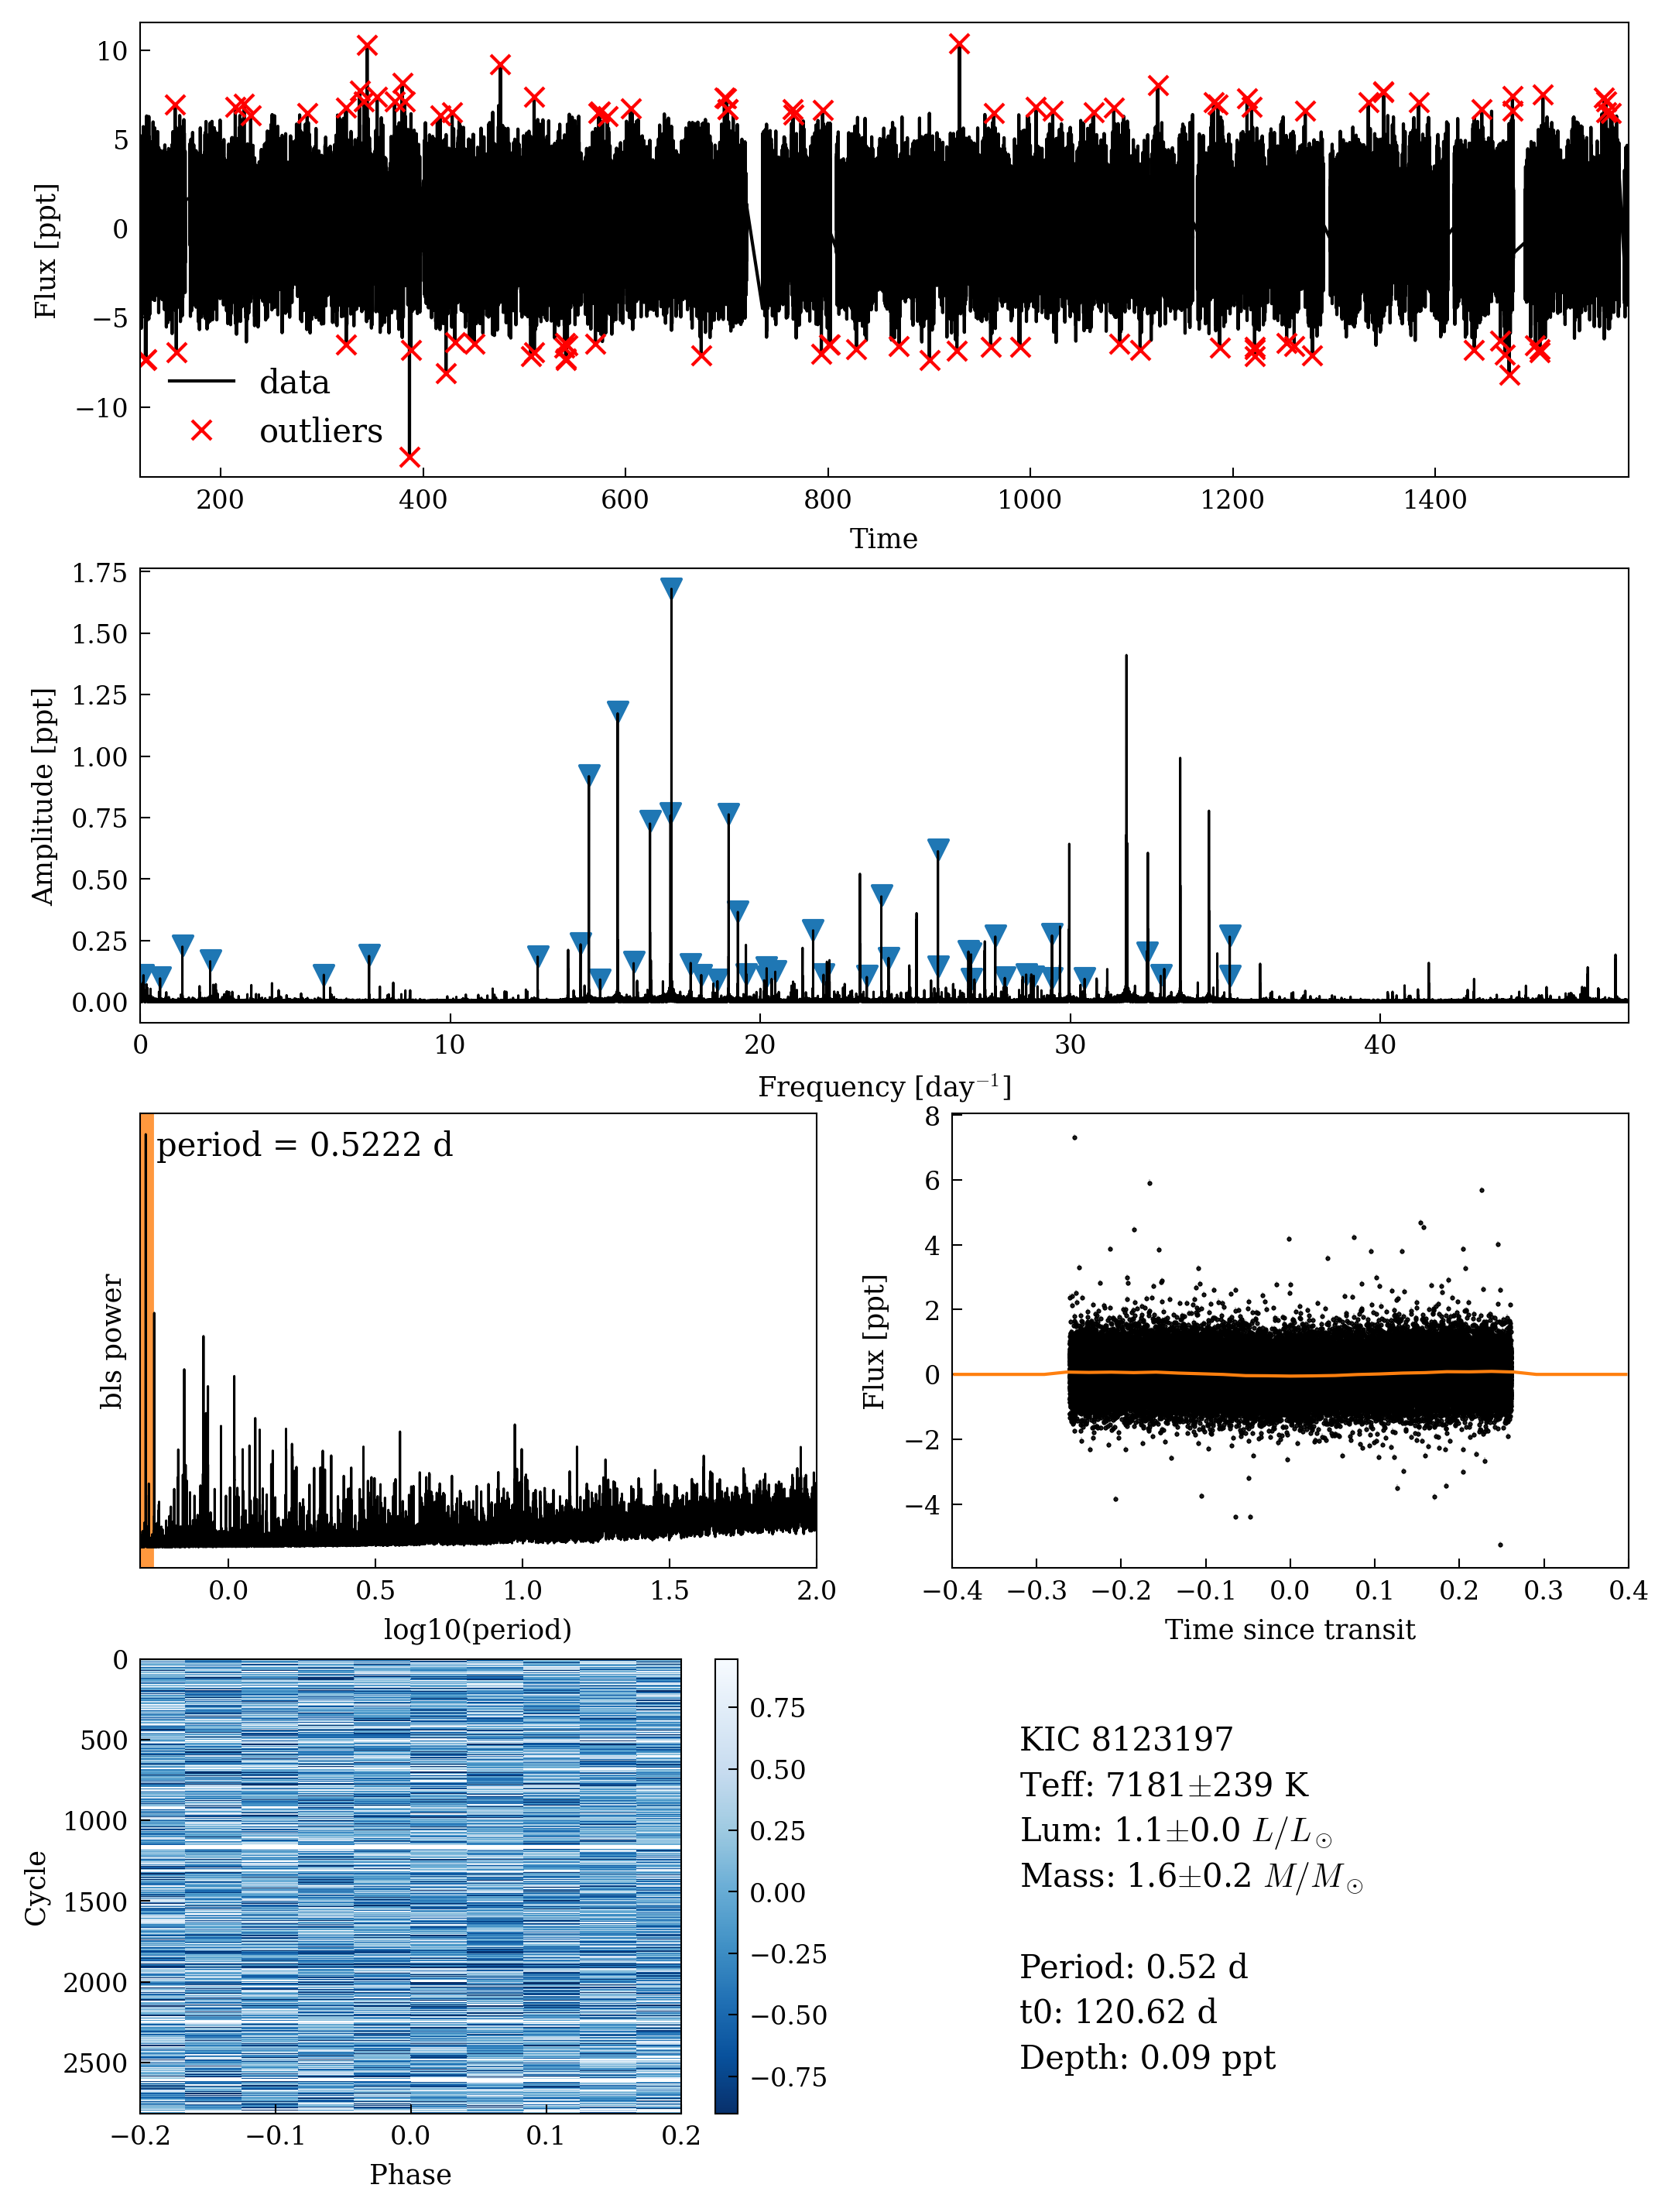 10
5
0
−5
−10
Flux [ppt]
data
outliers
200 400 600 800 1000 1200 1400
Time
1.75
1.50
1.25
1.00
0.75
0.50
0.25
0.00
Amplitude [ppt]
0 10 20 30 40
Frequency [day⁻¹]
period = 0.5222 d
bls power
0.0 0.5 1.0 1.5 2.0
log10(period)
8
6
4
2
0
−2
−4
Flux [ppt]
−0.4 −0.3 −0.2 −0.1 0.0 0.1 0.2 0.3 0.4
Time since transit
0
500
1000
1500
2000
2500
Cycle
−0.2 −0.1 0.0 0.1 0.2
Phase
0.75
0.50
0.25
0.00
−0.25
−0.50
−0.75
KIC 8123197
Teff: 7181±239 K
Lum: 1.1±0.0 L/L⊙
Mass: 1.6±0.2 M/M⊙
Period: 0.52 d
t0: 120.62 d
Depth: 0.09 ppt